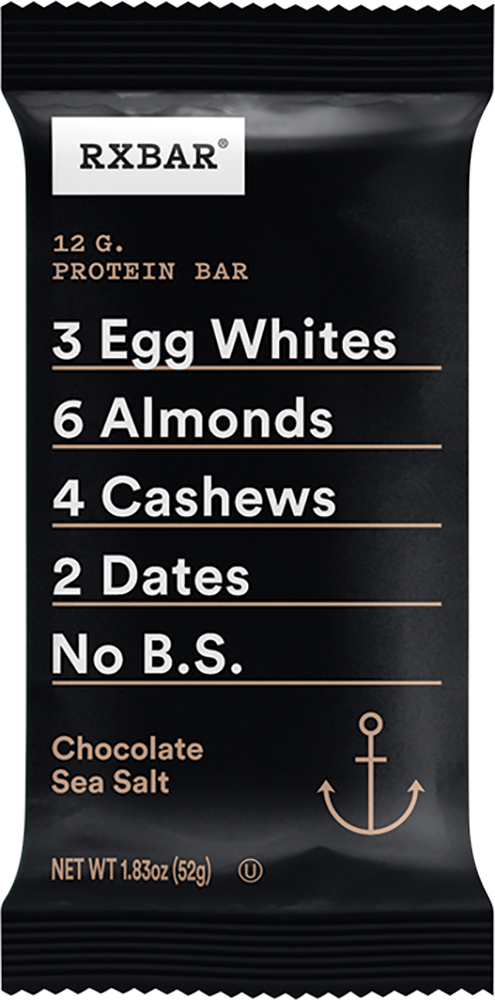 RXBAR®
12 G.
PROTEIN BAR
3 Egg Whites
6 Almonds
4 Cashews
2 Dates
No B.S.
Chocolate
Sea Salt
NET WT 1.83oz (52g) Ⓤ